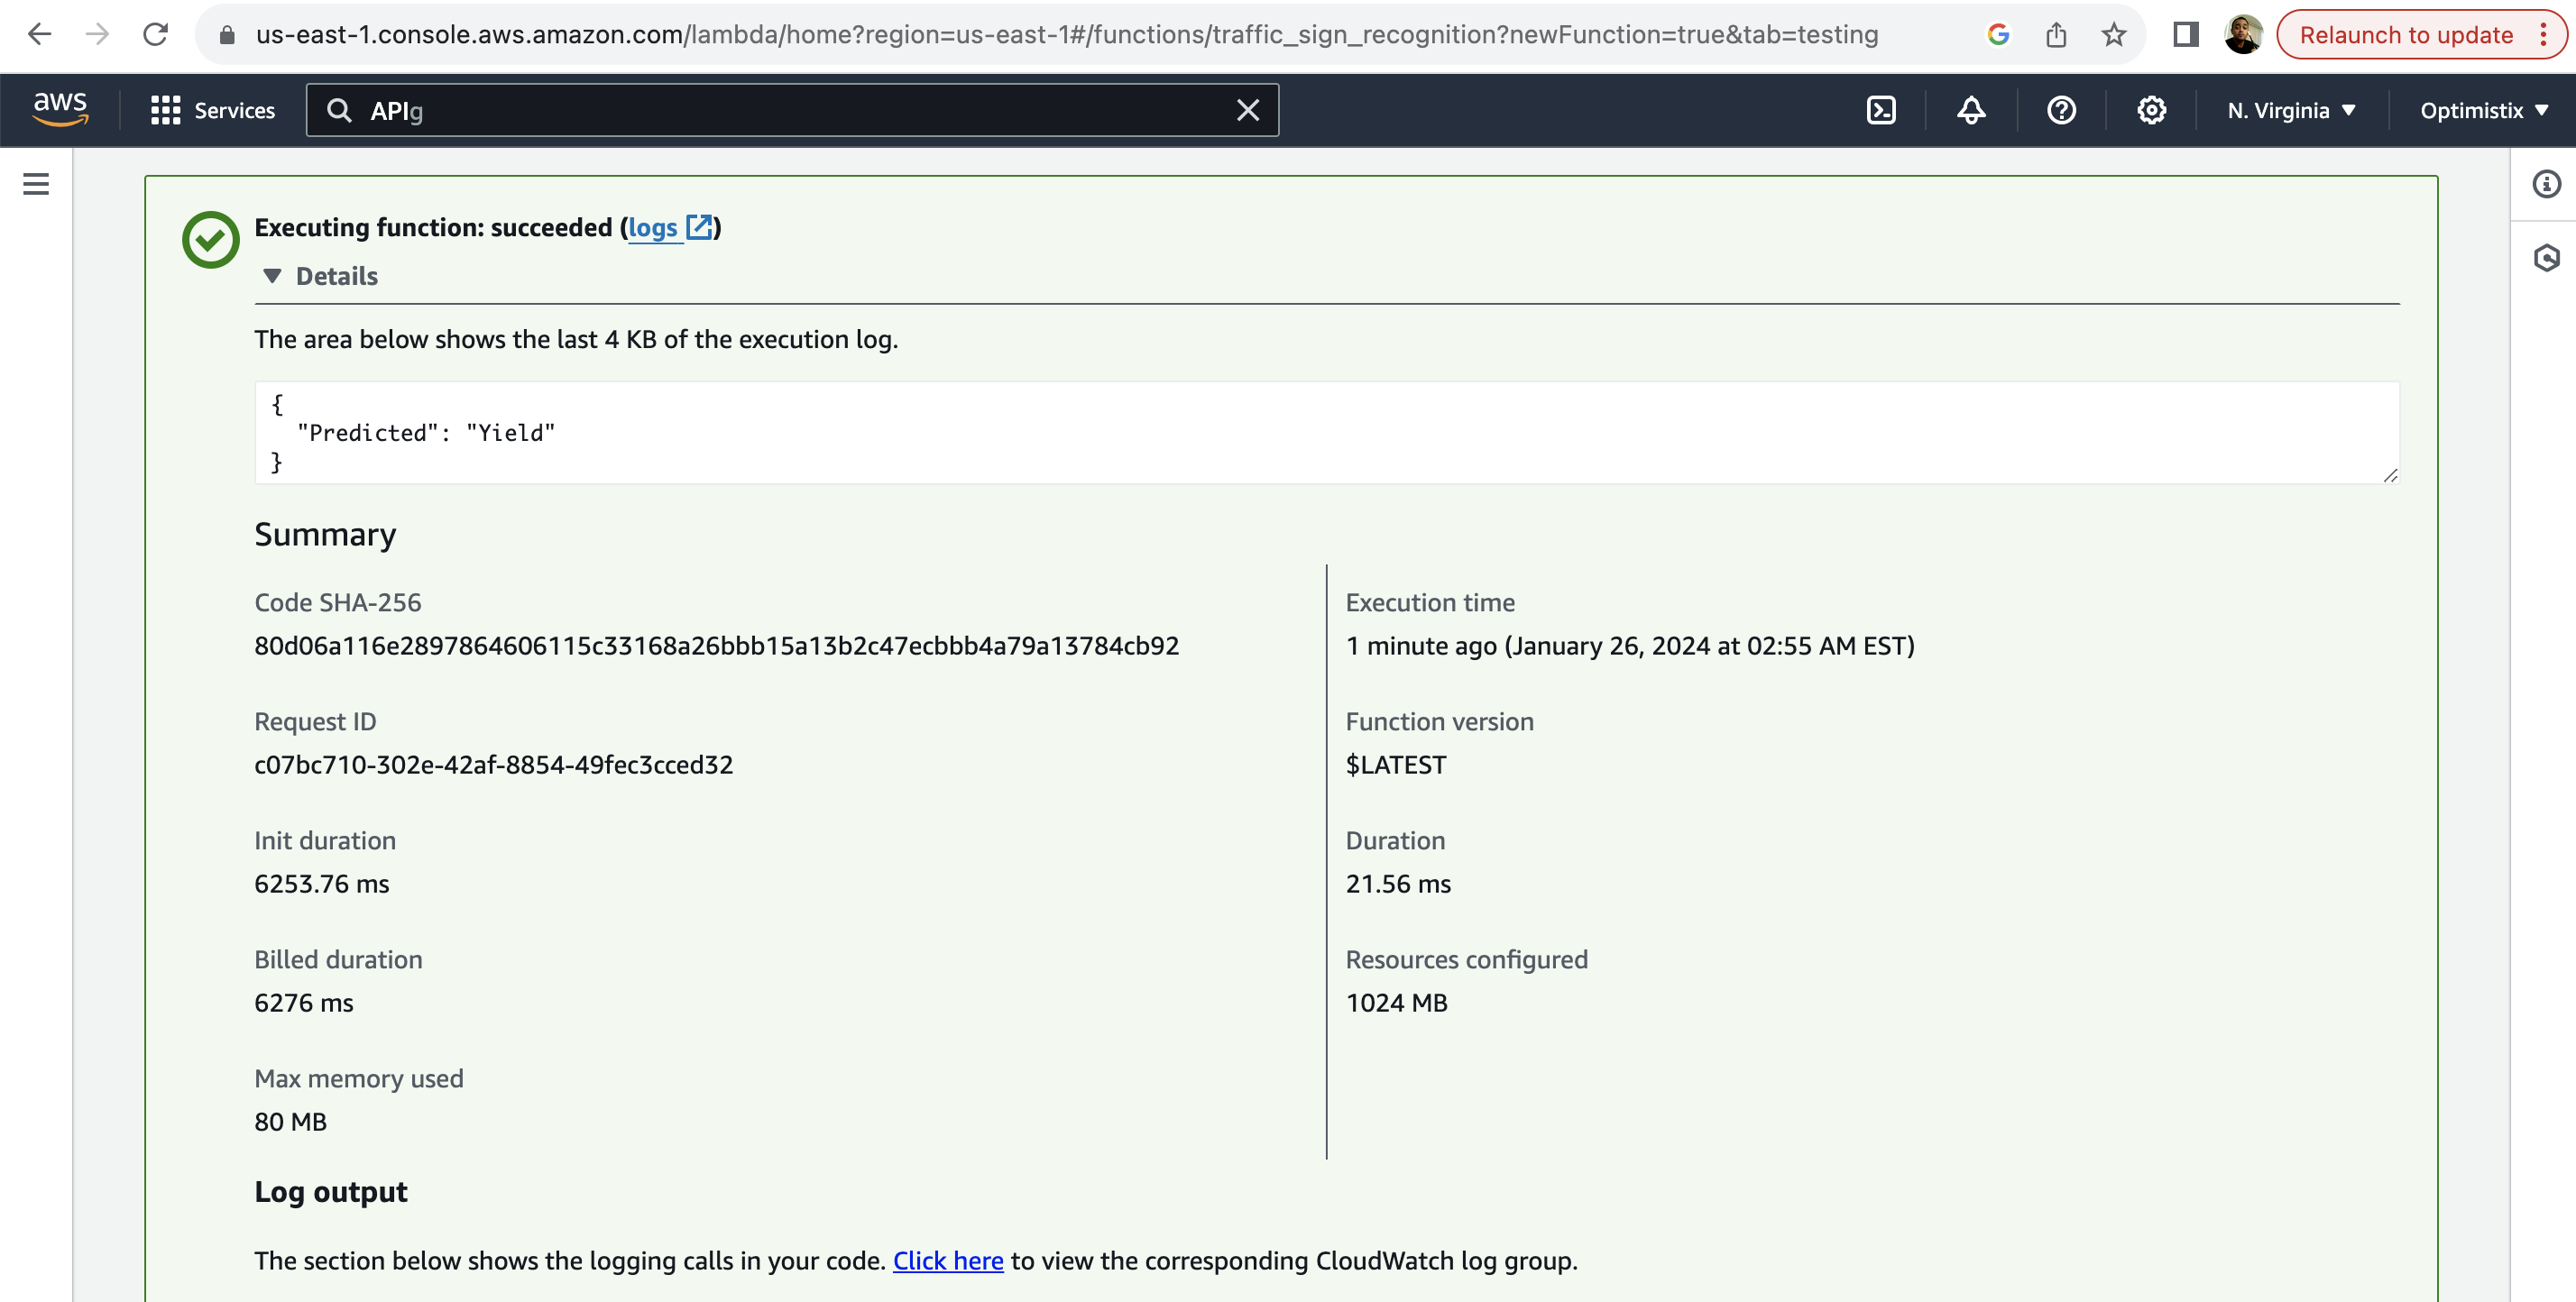 us-east-1.console.aws.amazon.com/lambda/home?region=us-east-1#/functions/traffic_sign_recognition?newFunction=true&tab=testing
Relaunch to update
aws
Services
APIg
N. Virginia
Optimistix
Executing function: succeeded (logs)
Details
The area below shows the last 4 KB of the execution log.
{
"Predicted": "Yield"
}
Summary
Code SHA-256
80d06a116e2897864606115c33168a26bbb15a13b2c47ecbbb4a79a13784cb92
Request ID
c07bc710-302e-42af-8854-49fec3cced32
Init duration
6253.76 ms
Billed duration
6276 ms
Max memory used
80 MB
Execution time
1 minute ago (January 26, 2024 at 02:55 AM EST)
Function version
$LATEST
Duration
21.56 ms
Resources configured
1024 MB
Log output
The section below shows the logging calls in your code. Click here to view the corresponding CloudWatch log group.